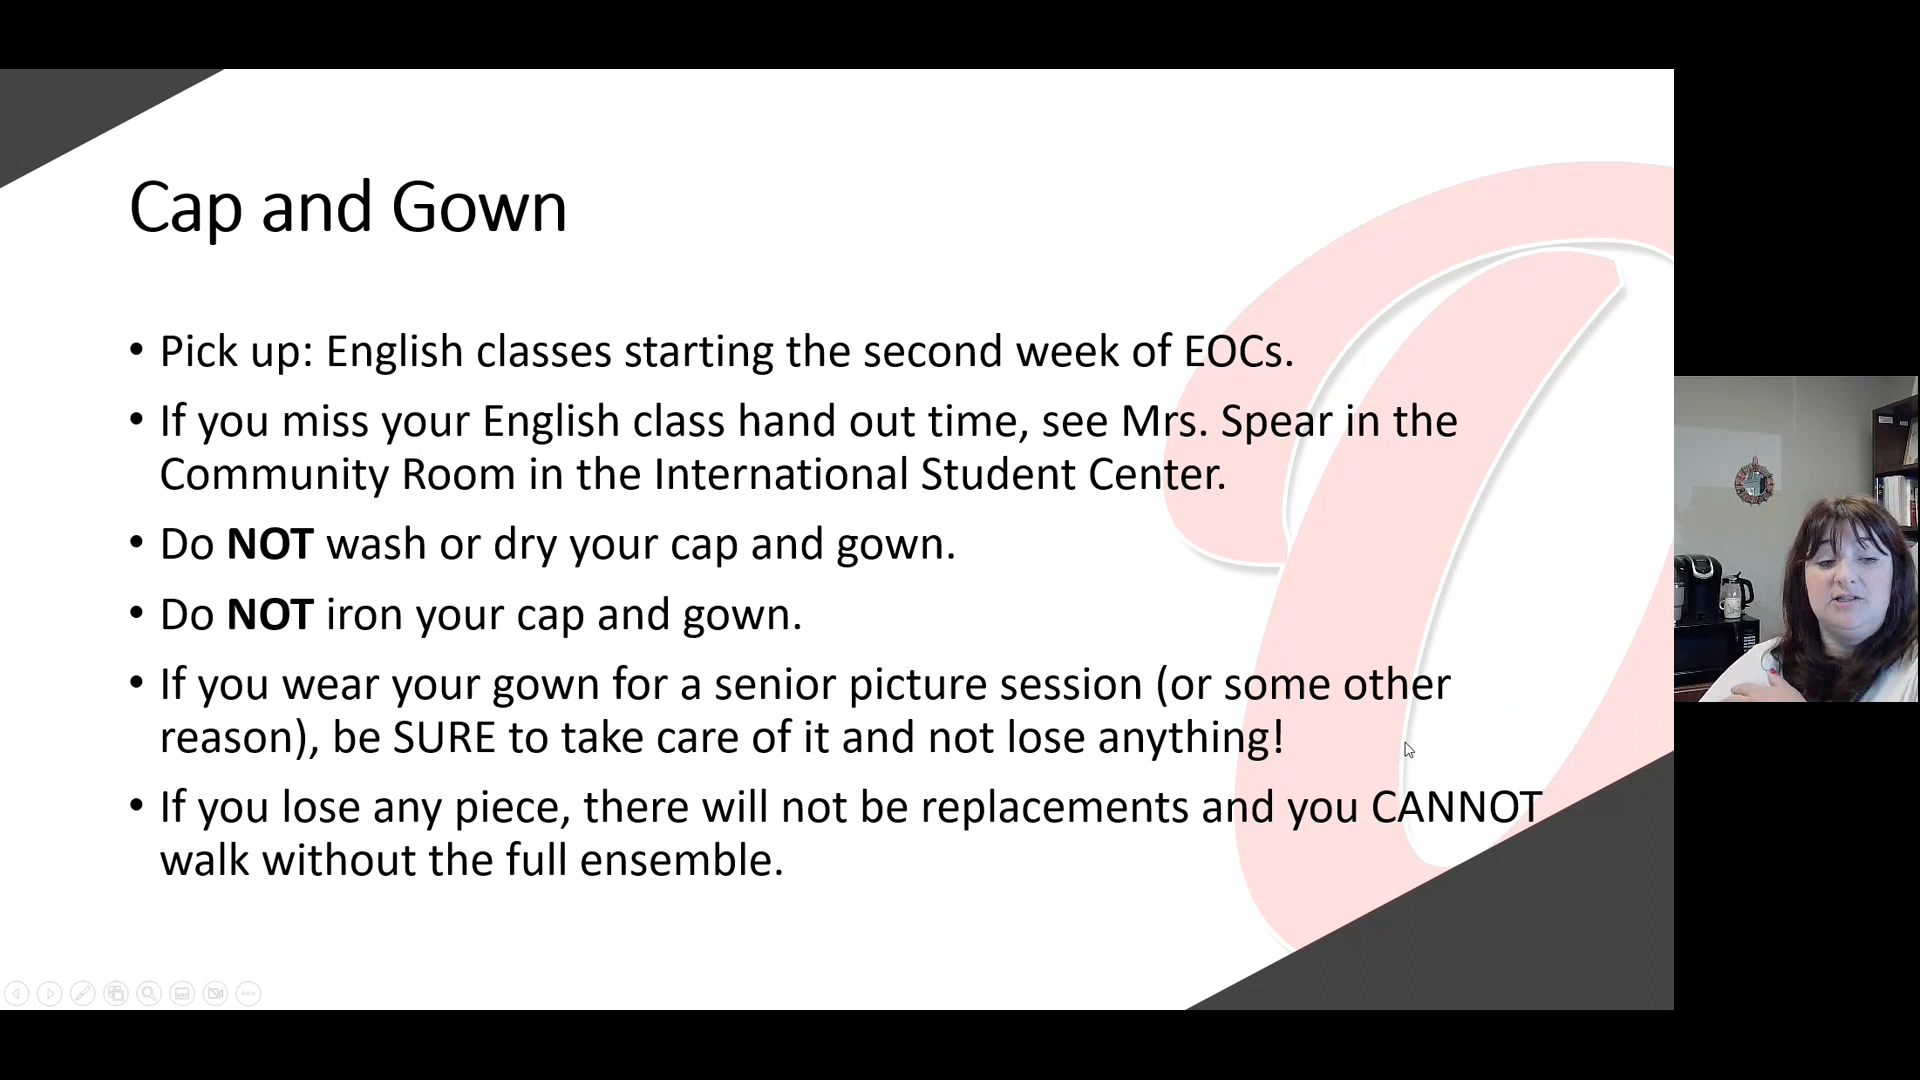 Cap and Gown
• Pick up: English classes starting the second week of EOCs.
• If you miss your English class hand out time, see Mrs. Spear in the
Community Room in the International Student Center.
• Do NOT wash or dry your cap and gown.
• Do NOT iron your cap and gown.
• If you wear your gown for a senior picture session (or some other
reason), be SURE to take care of it and not lose anything!
• If you lose any piece, there will not be replacements and you CANNOT
walk without the full ensemble.